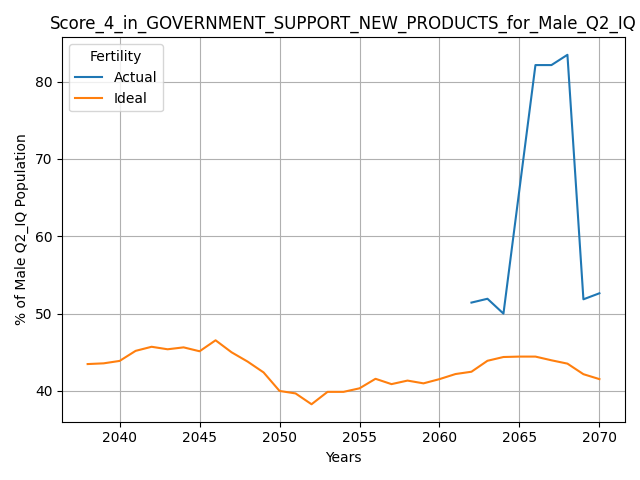 Score_4_in_GOVERNMENT_SUPPORT_NEW_PRODUCTS_for_Male_Q2_IQ
Fertility
Actual
Ideal
% of Male Q2_IQ Population
80
70
60
50
40
2040 2045 2050 2055 2060 2065 2070
Years